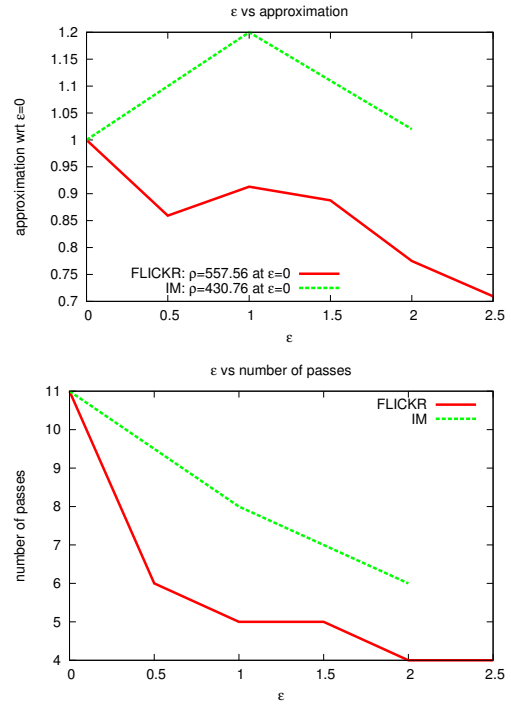 ε vs approximation
1.2
1.15
1.1
1.05
1
0.95
0.9
0.85
0.8
0.75
0.7
approximation wrt ε=0
FLICKR: ρ=557.56 at ε=0
IM: ρ=430.76 at ε=0
0 0.5 1 1.5 2 2.5
ε
ε vs number of passes
11
10
9
8
7
6
5
4
number of passes
FLICKR
IM
0 0.5 1 1.5 2 2.5
ε